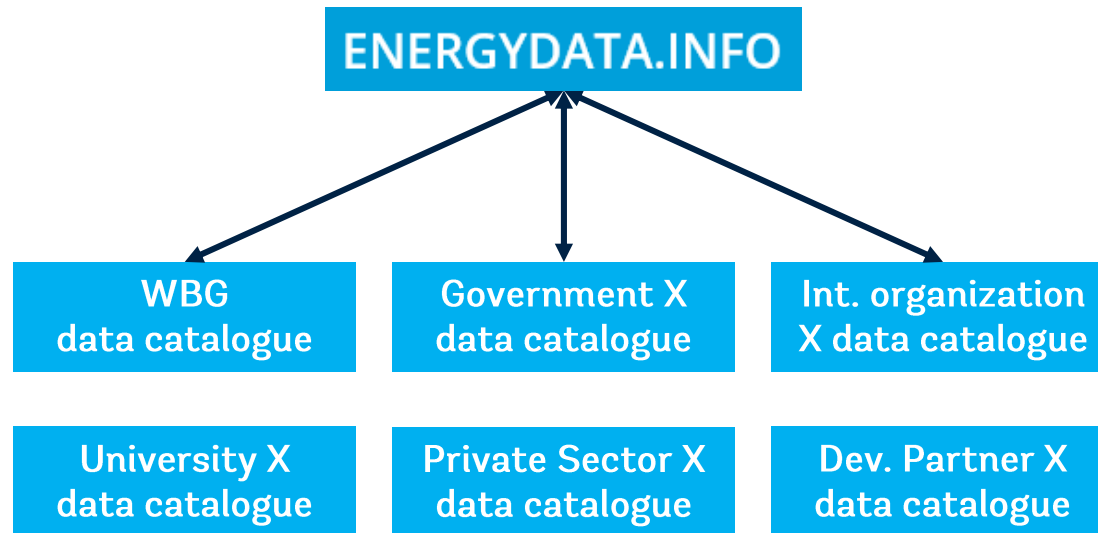 ENERGYDATA.INFO
WBG
data catalogue
Government X
data catalogue
Int. organization
X data catalogue
University X
data catalogue
Private Sector X
data catalogue
Dev. Partner X
data catalogue